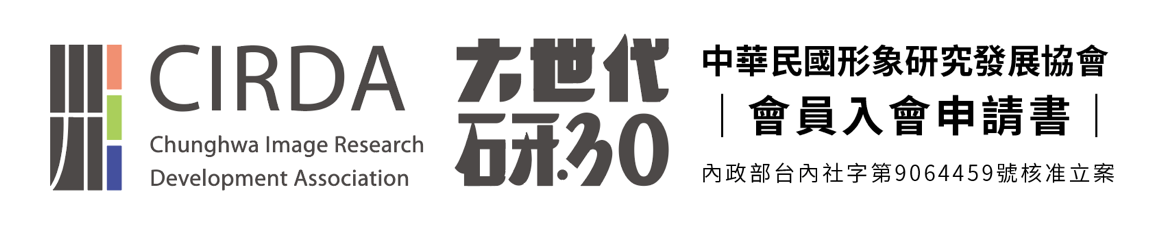 CIRDA
Chunghwa Image Research
Development Association
大世代
研.30
中華民國形象研究發展協會
｜會員入會申請書｜
內政部台內社字第9064459號核准立案